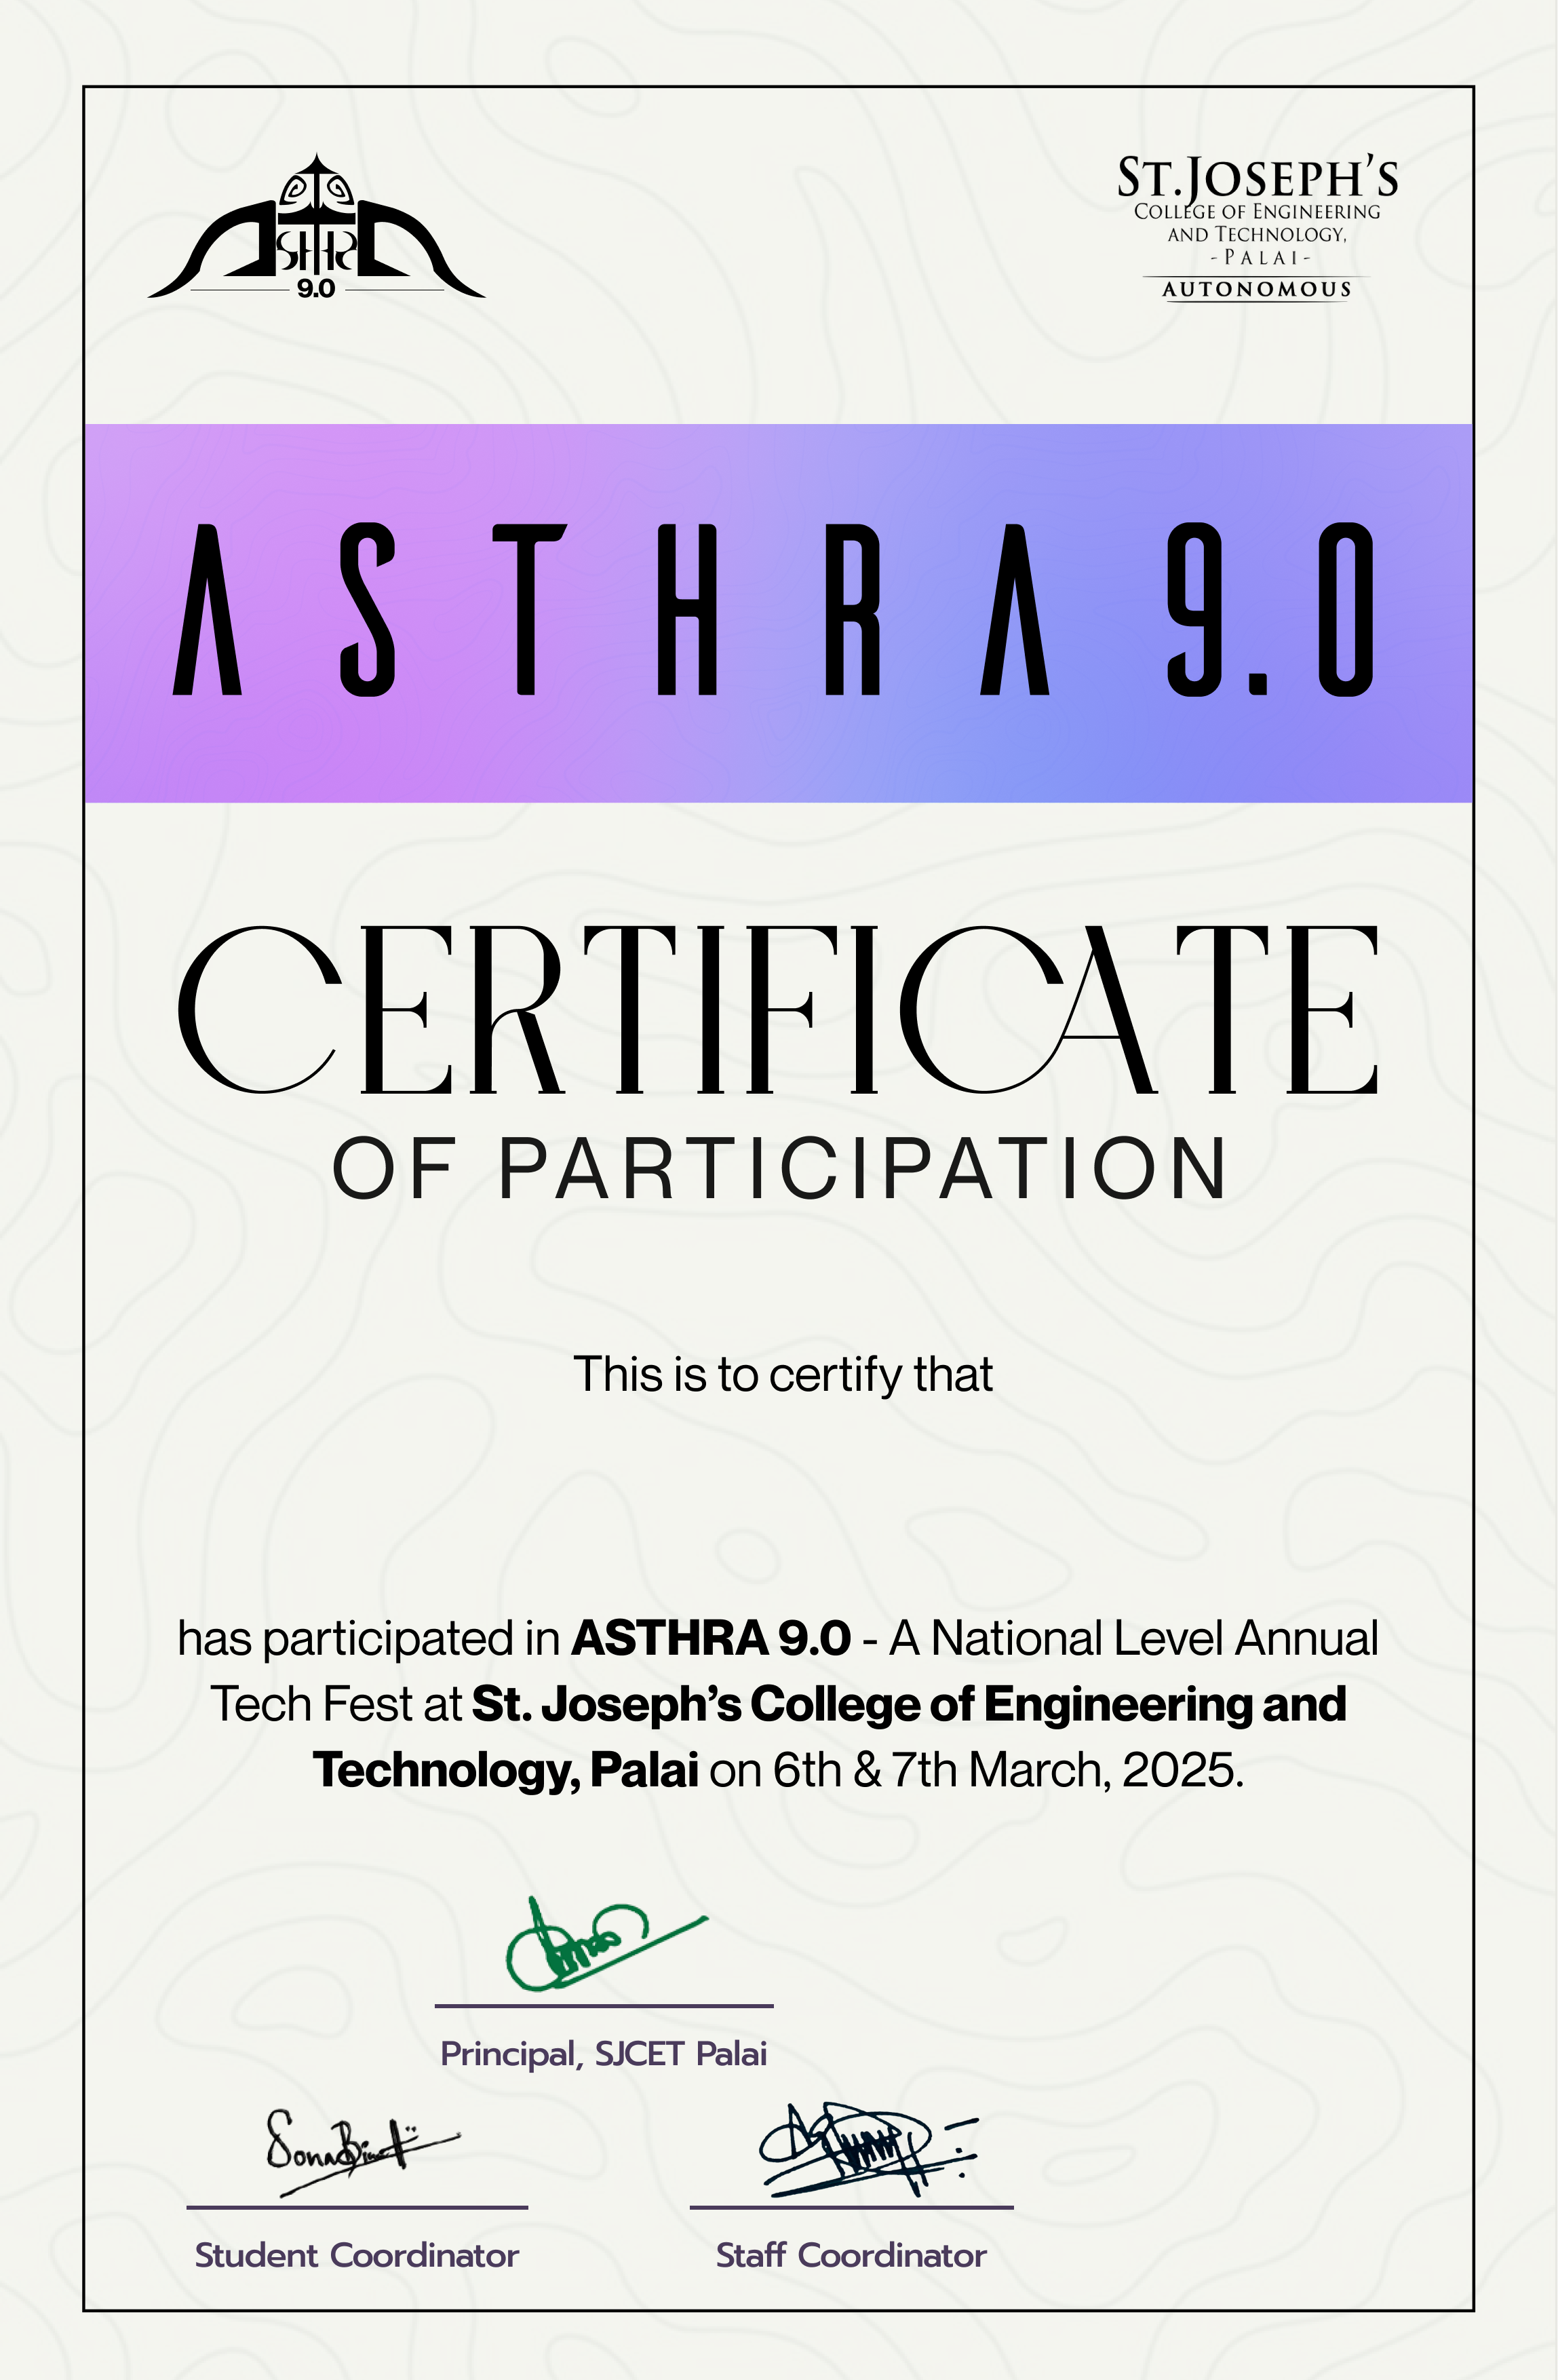 9.0
ST. JOSEPH'S
COLLEGE OF ENGINEERING
AND TECHNOLOGY,
- PALAI -
AUTONOMOUS
ASTHRA 9.0
CERTIFICATE
OF PARTICIPATION
This is to certify that
has participated in ASTHRA 9.0 - A National Level Annual
Tech Fest at St. Joseph’s College of Engineering and
Technology, Palai on 6th & 7th March, 2025.
Principal, SJCET Palai
Student Coordinator
Staff Coordinator